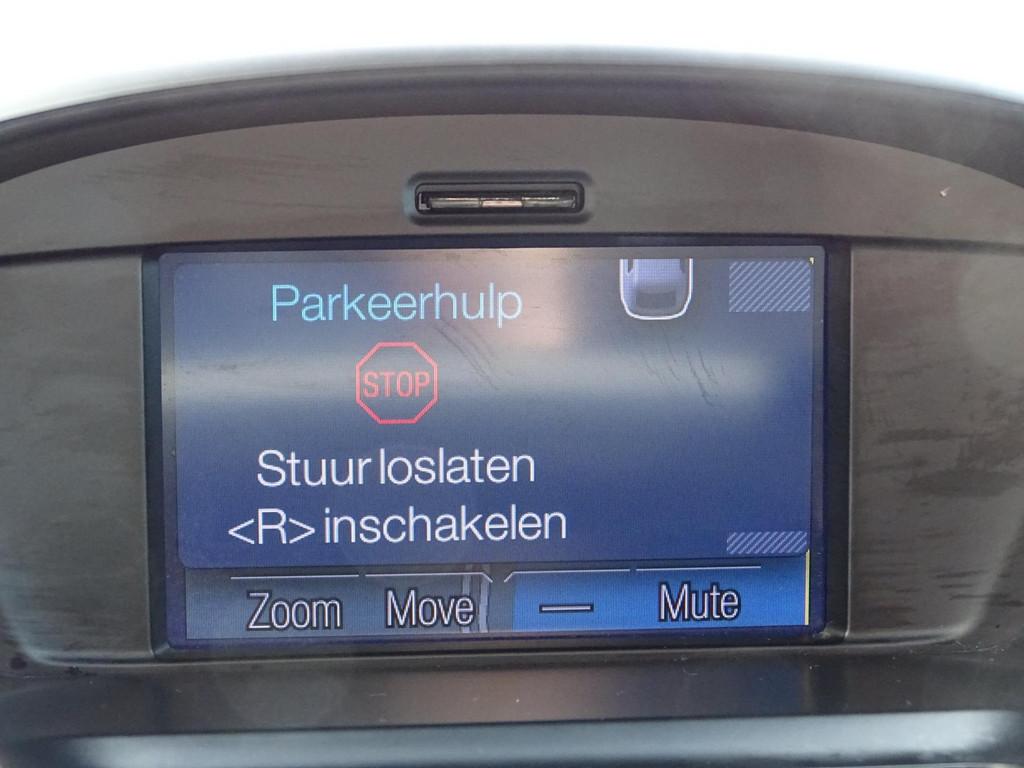 Parkeerhulp
STOP
Stuur loslaten
<R> inschakelen
Zoom Move — Mute